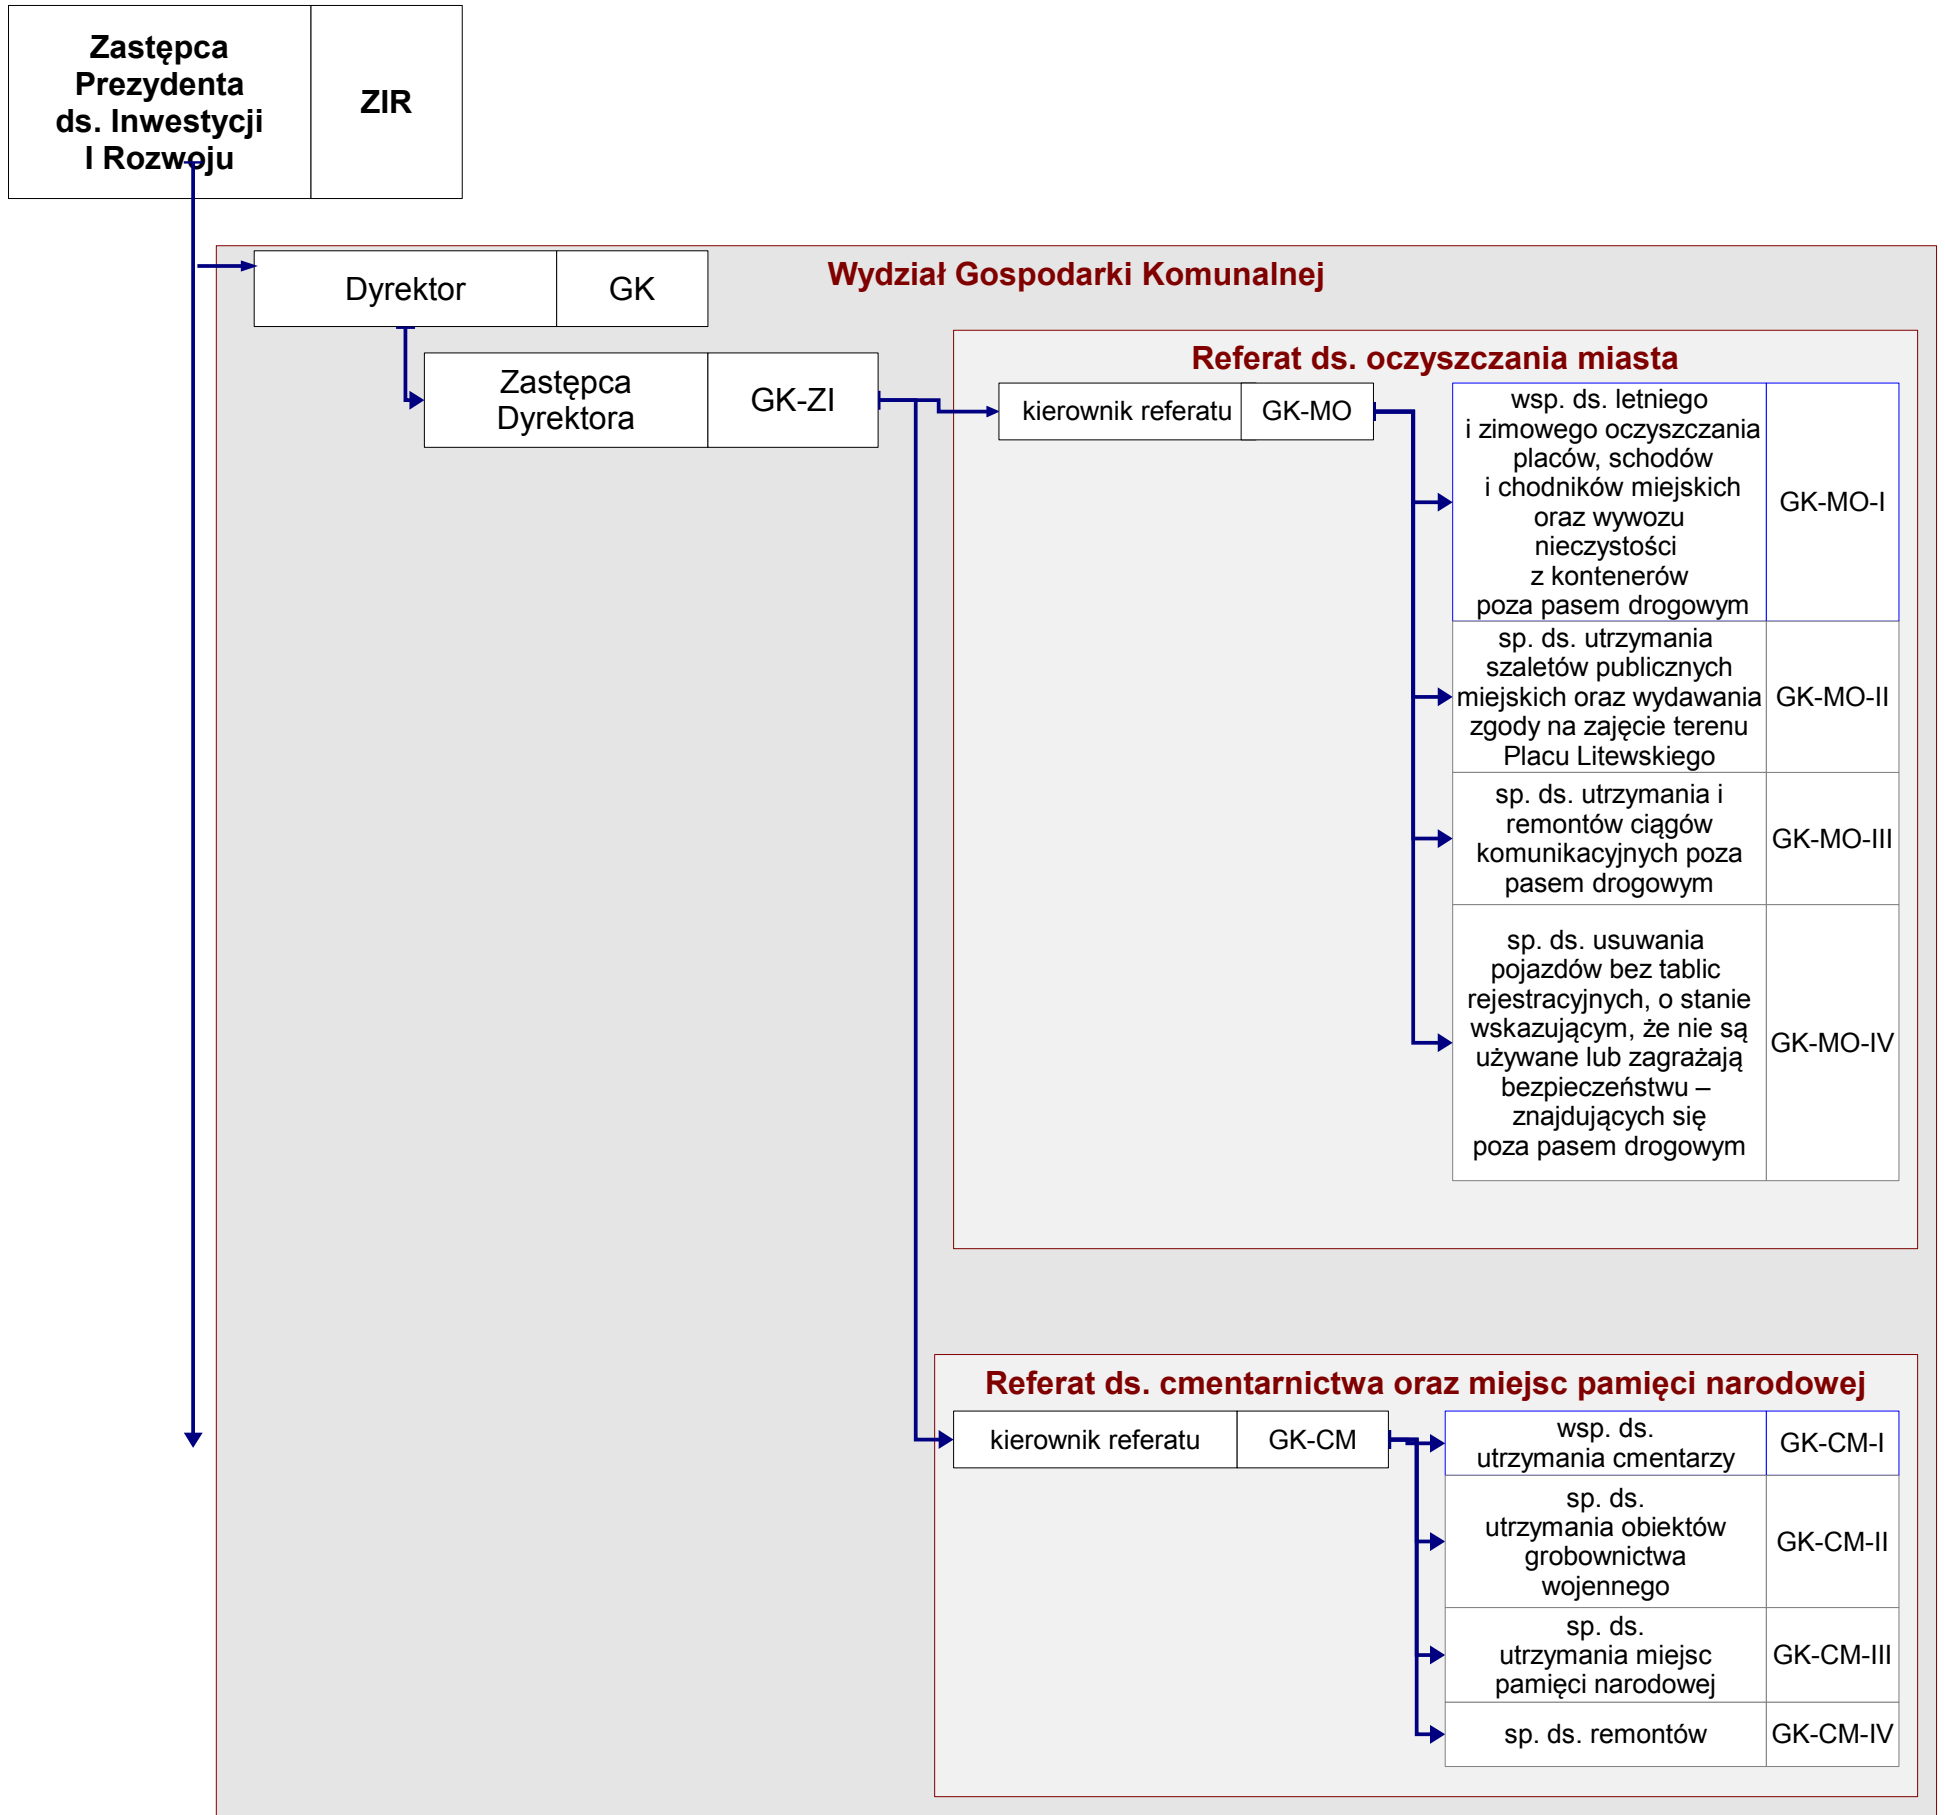 Zastępca
Prezydenta
ds. Inwestycji
I Rozwoju
ZIR
Wydział Gospodarki Komunalnej
Dyrektor
GK
Zastępca
Dyrektora
GK-ZI
Referat ds. oczyszczania miasta
kierownik referatu
GK-MO
wsp. ds. letniego
i zimowego oczyszczania
placów, schodów
i chodników miejskich
oraz wywozu
nieczystości
z kontenerów
poza pasem drogowym
GK-MO-I
sp. ds. utrzymania
szaletów publicznych
miejskich oraz wydawania
zgody na zajęcie terenu
Placu Litewskiego
GK-MO-II
sp. ds. utrzymania i
remontów ciągów
komunikacyjnych poza
pasem drogowym
GK-MO-III
sp. ds. usuwania
pojazdów bez tablic
rejestracyjnych, o stanie
wskazującym, że nie są
używane lub zagrażają
bezpieczeństwu –
znajdujących się
poza pasem drogowym
GK-MO-IV
Referat ds. cmentarnictwa oraz miejsc pamięci narodowej
kierownik referatu
GK-CM
wsp. ds.
utrzymania cmentarzy
GK-CM-I
sp. ds.
utrzymania obiektów
grobownictwa
wojennego
GK-CM-II
sp. ds.
utrzymania miejsc
pamięci narodowej
GK-CM-III
sp. ds. remontów
GK-CM-IV